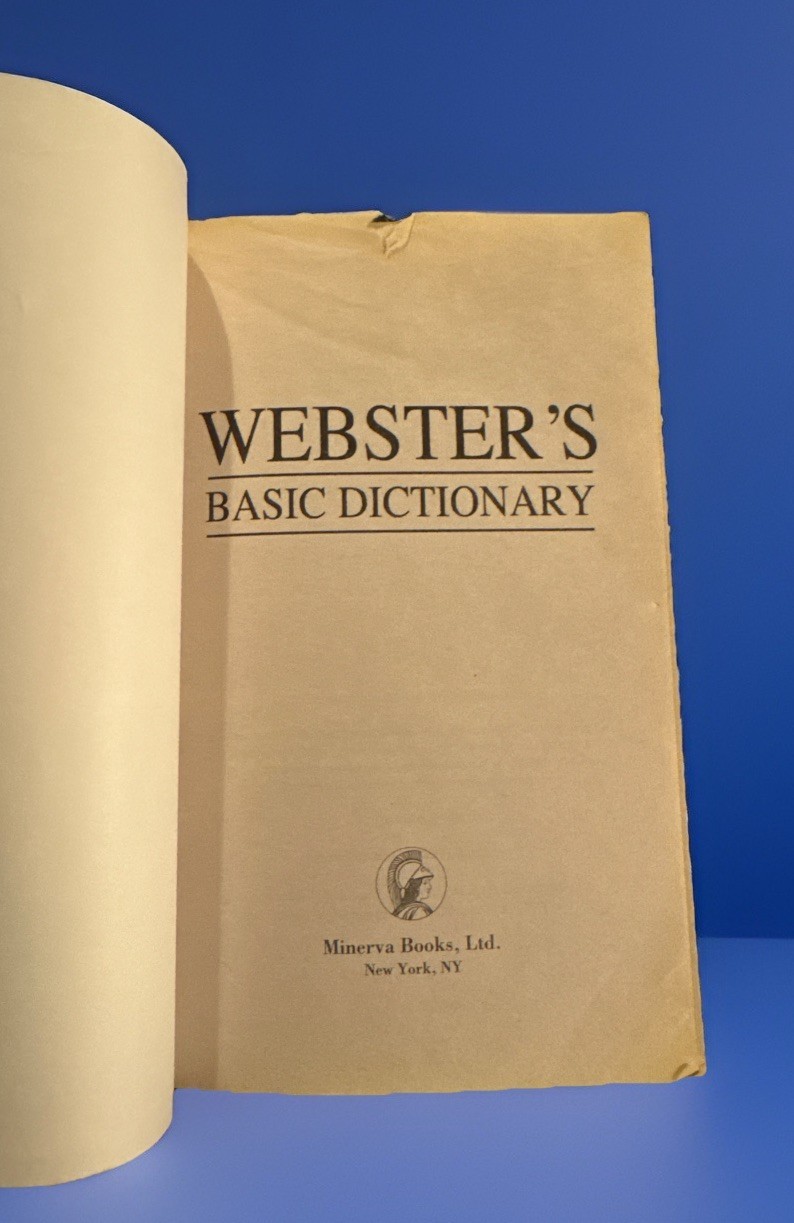 WEBSTER'S
BASIC DICTIONARY
Minerva Books, Ltd.
New York, NY